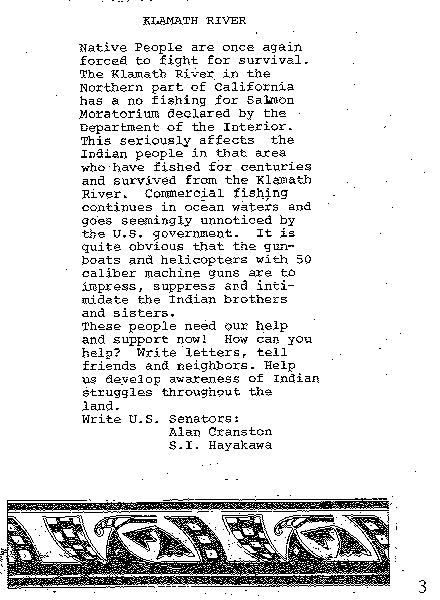 KLAMATH RIVER
Native People are once again
forced to fight for survival.
The Klamath River in the
Northern part of California
has a no fishing for Salmon
Moratorium declared by the
Department of the Interior.
This seriously affects the
Indian people in that area
who have fished for centuries
and survived from the Klamath
River. Commercial fishing
continues in ocean waters and
goes seemingly unnoticed by
the U.S. government. It is
quite obvious that the gun-
boats and helicopters with 50
caliber machine guns are to
impress, suppress and inti-
midate the Indian brothers
and sisters.
These people need our help
and support now! How can you
help? Write letters, tell
friends and neighbors. Help
us develop awareness of Indian
struggles throughout the
land.
Write U.S. Senators:
Alan Cranston
S.I. Hayakawa
3